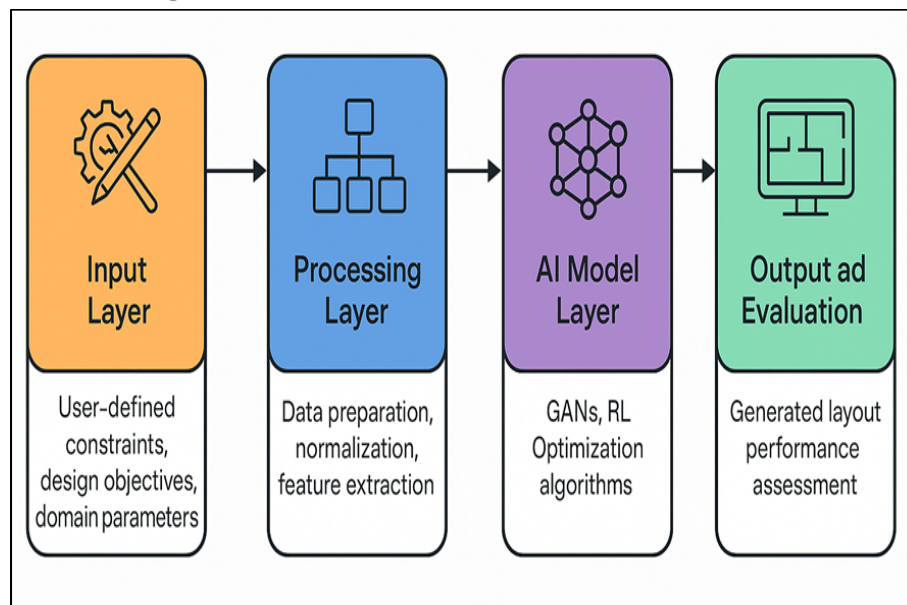 Input
Layer
User-defined
constraints,
design objectives,
domain parameters
Processing
Layer
Data preparation,
normalization,
feature extraction
AI Model
Layer
GANs, RL
Optimization
algorithms
Output ad
Evaluation
Generated layout
performance
assessment